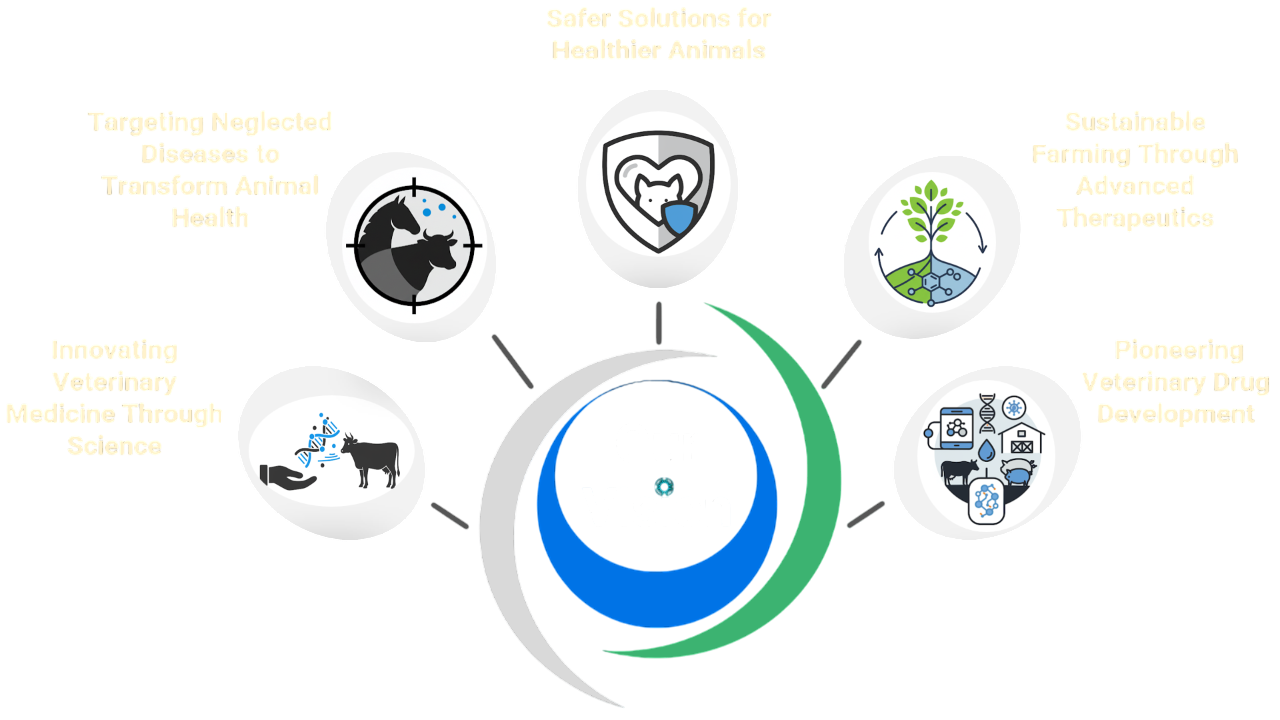 Safer Solutions for
Healthier Animals
Targeting Neglected
Diseases to
Transform Animal
Health
Sustainable
Farming Through
Advanced
Therapeutics
Innovating
Veterinary
Medicine Through
Science
Pioneering
Veterinary Drug
Development